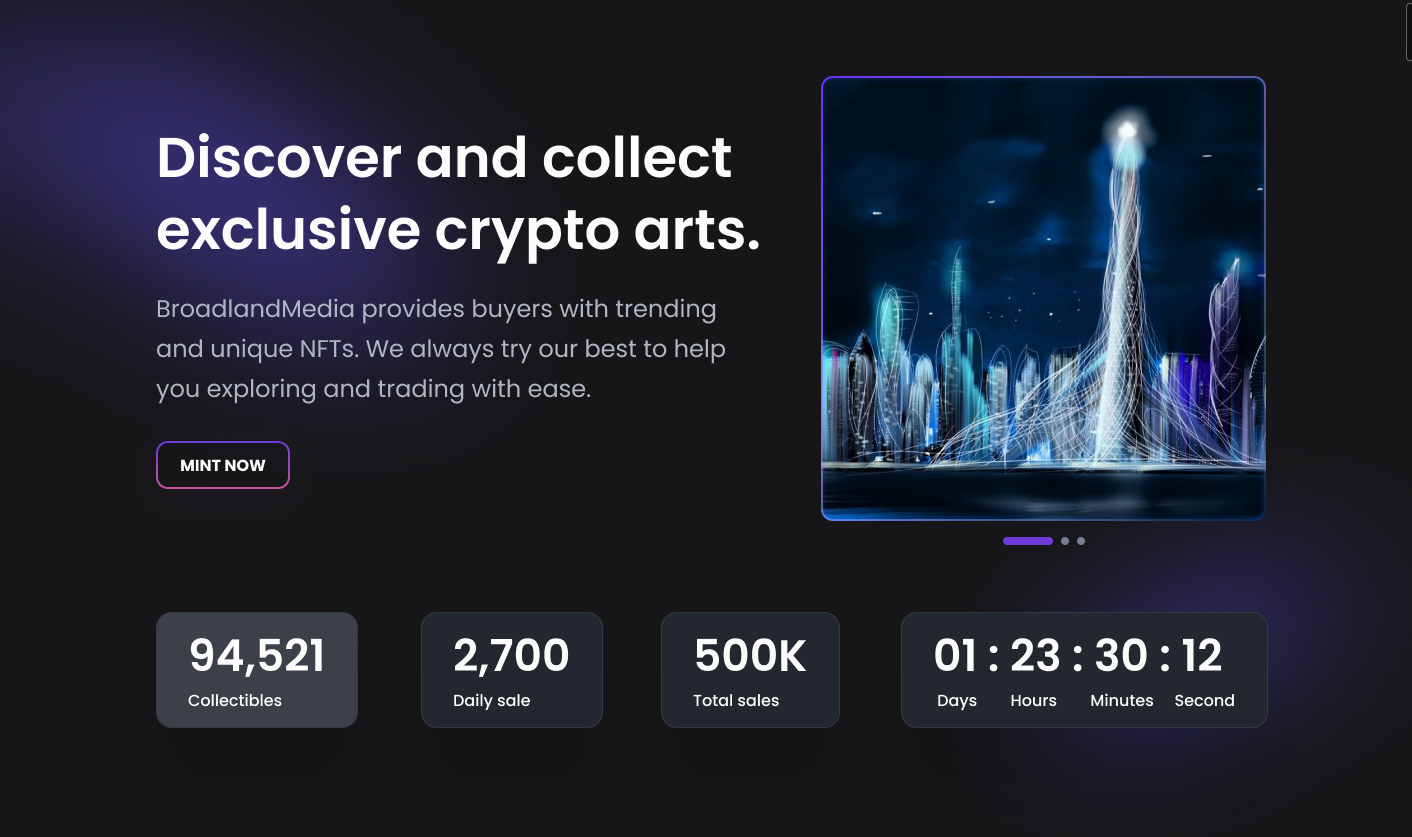 Discover and collect
exclusive crypto arts.
BroadlandMedia provides buyers with trending
and unique NFTs. We always try our best to help
you exploring and trading with ease.
MINT NOW
94,521
Collectibles
2,700
Daily sale
500K
Total sales
01 : 23 : 30 : 12
Days Hours Minutes Second